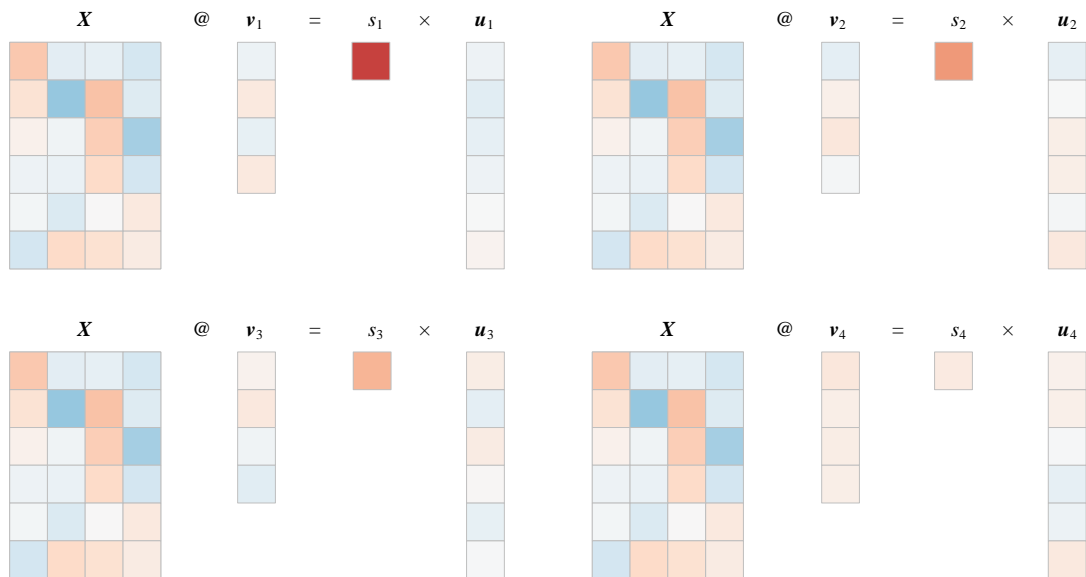 X @ v1 = s1 × u1 X @ v2 = s2 × u2
X @ v3 = s3 × u3 X @ v4 = s4 × u4